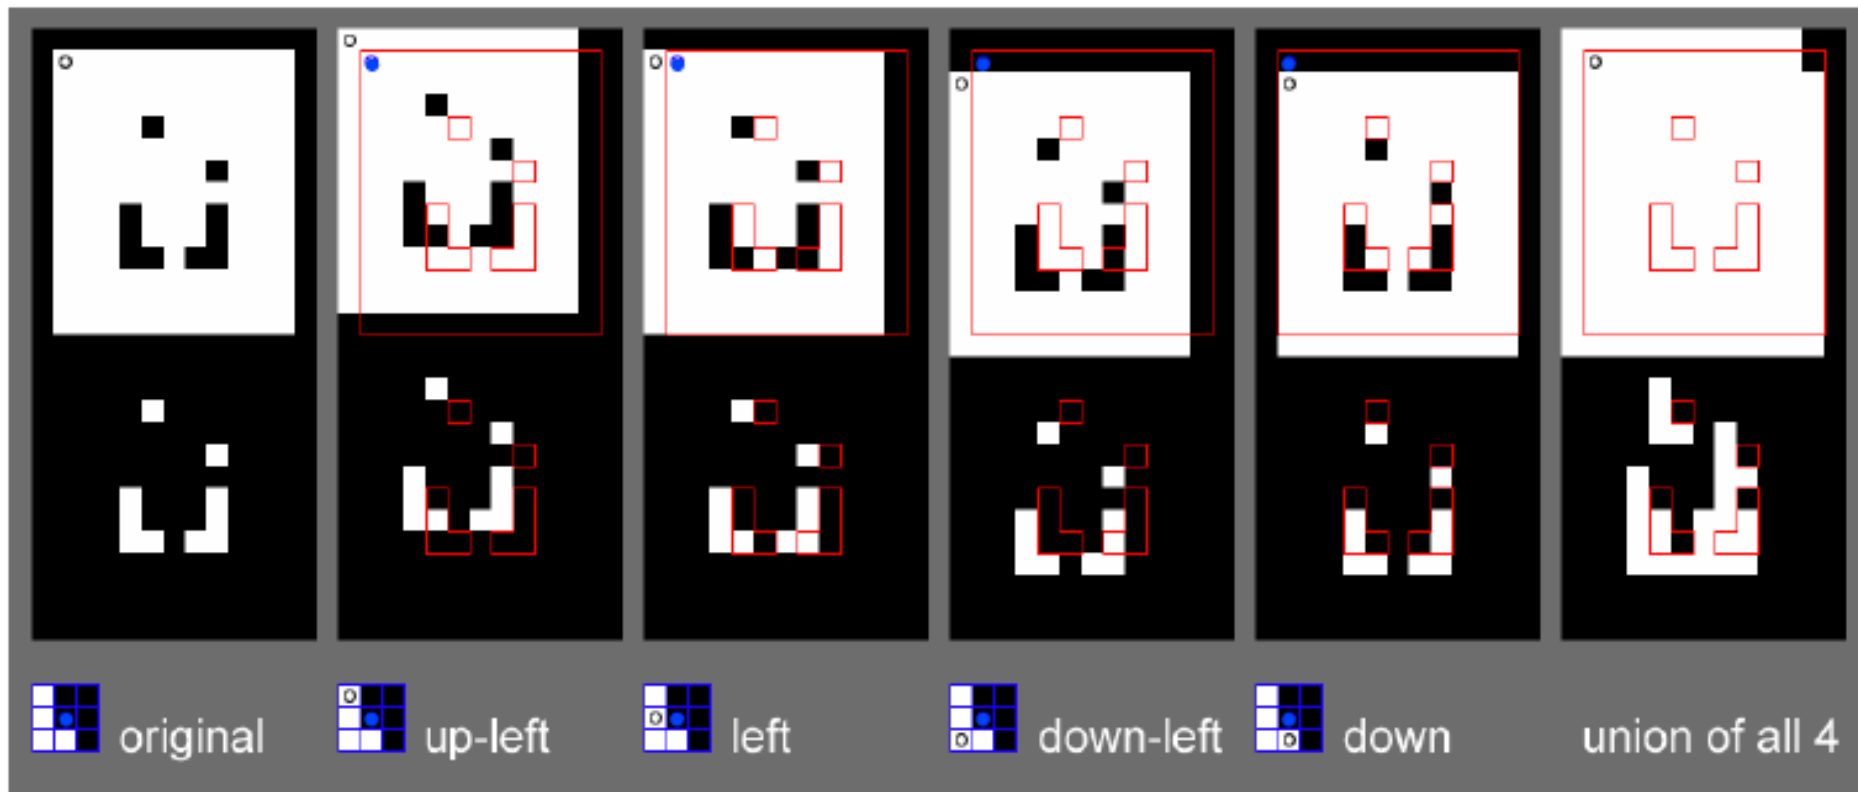 original
up-left
left
down-left
down
union of all 4